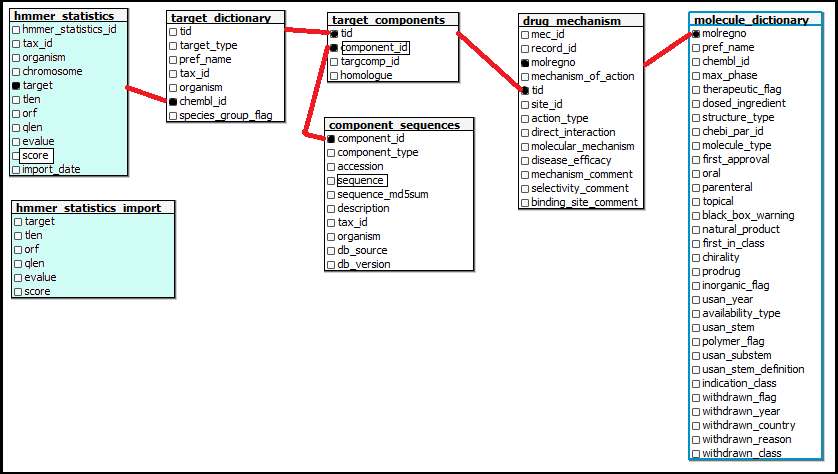 hmmer_statistics
hmmer_statistics_id
tax_id
organism
chromosome
target
tlen
orf
qlen
evalue
score
import_date
hmmer_statistics_import
target
tlen
orf
qlen
evalue
score
target_dictionary
tid
target_type
pref_name
tax_id
organism
chembl_id
species_group_flag
target_components
tid
component_id
targcomp_id
homologue
component_sequences
component_id
component_type
accession
sequence
sequence_md5sum
description
tax_id
organism
db_source
db_version
drug_mechanism
mec_id
record_id
molregno
mechanism_of_action
tid
site_id
action_type
direct_interaction
molecular_mechanism
disease_efficacy
mechanism_comment
selectivity_comment
binding_site_comment
molecule_dictionary
molregno
pref_name
chembl_id
max_phase
therapeutic_flag
dosed_ingredient
structure_type
chebi_par_id
molecule_type
first_approval
oral
parenteral
topical
black_box_warning
natural_product
first_in_class
chirality
prodrug
inorganic_flag
usan_year
availability_type
usan_stem
polymer_flag
usan_substem
usan_stem_definition
indication_class
withdrawn_flag
withdrawn_year
withdrawn_country
withdrawn_reason
withdrawn_class